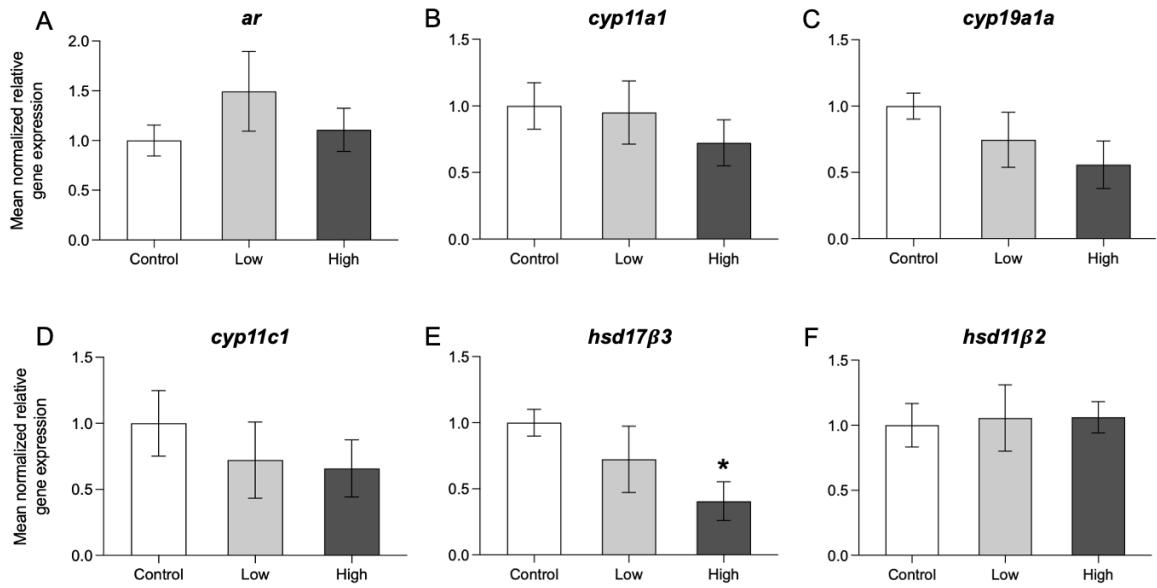 A
ar
Mean normalized relative
gene expression
2.0
1.5
1.0
0.5
0.0
Control Low High
B
cyp11a1
1.5
1.0
0.5
0.0
Control Low High
C
cyp19a1a
1.5
1.0
0.5
0.0
Control Low High
D
cyp11c1
Mean normalized relative
gene expression
1.5
1.0
0.5
0.0
Control Low High
E
hsd17β3
1.5
1.0
0.5
0.0
*
Control Low High
F
hsd11β2
1.5
1.0
0.5
0.0
Control Low High